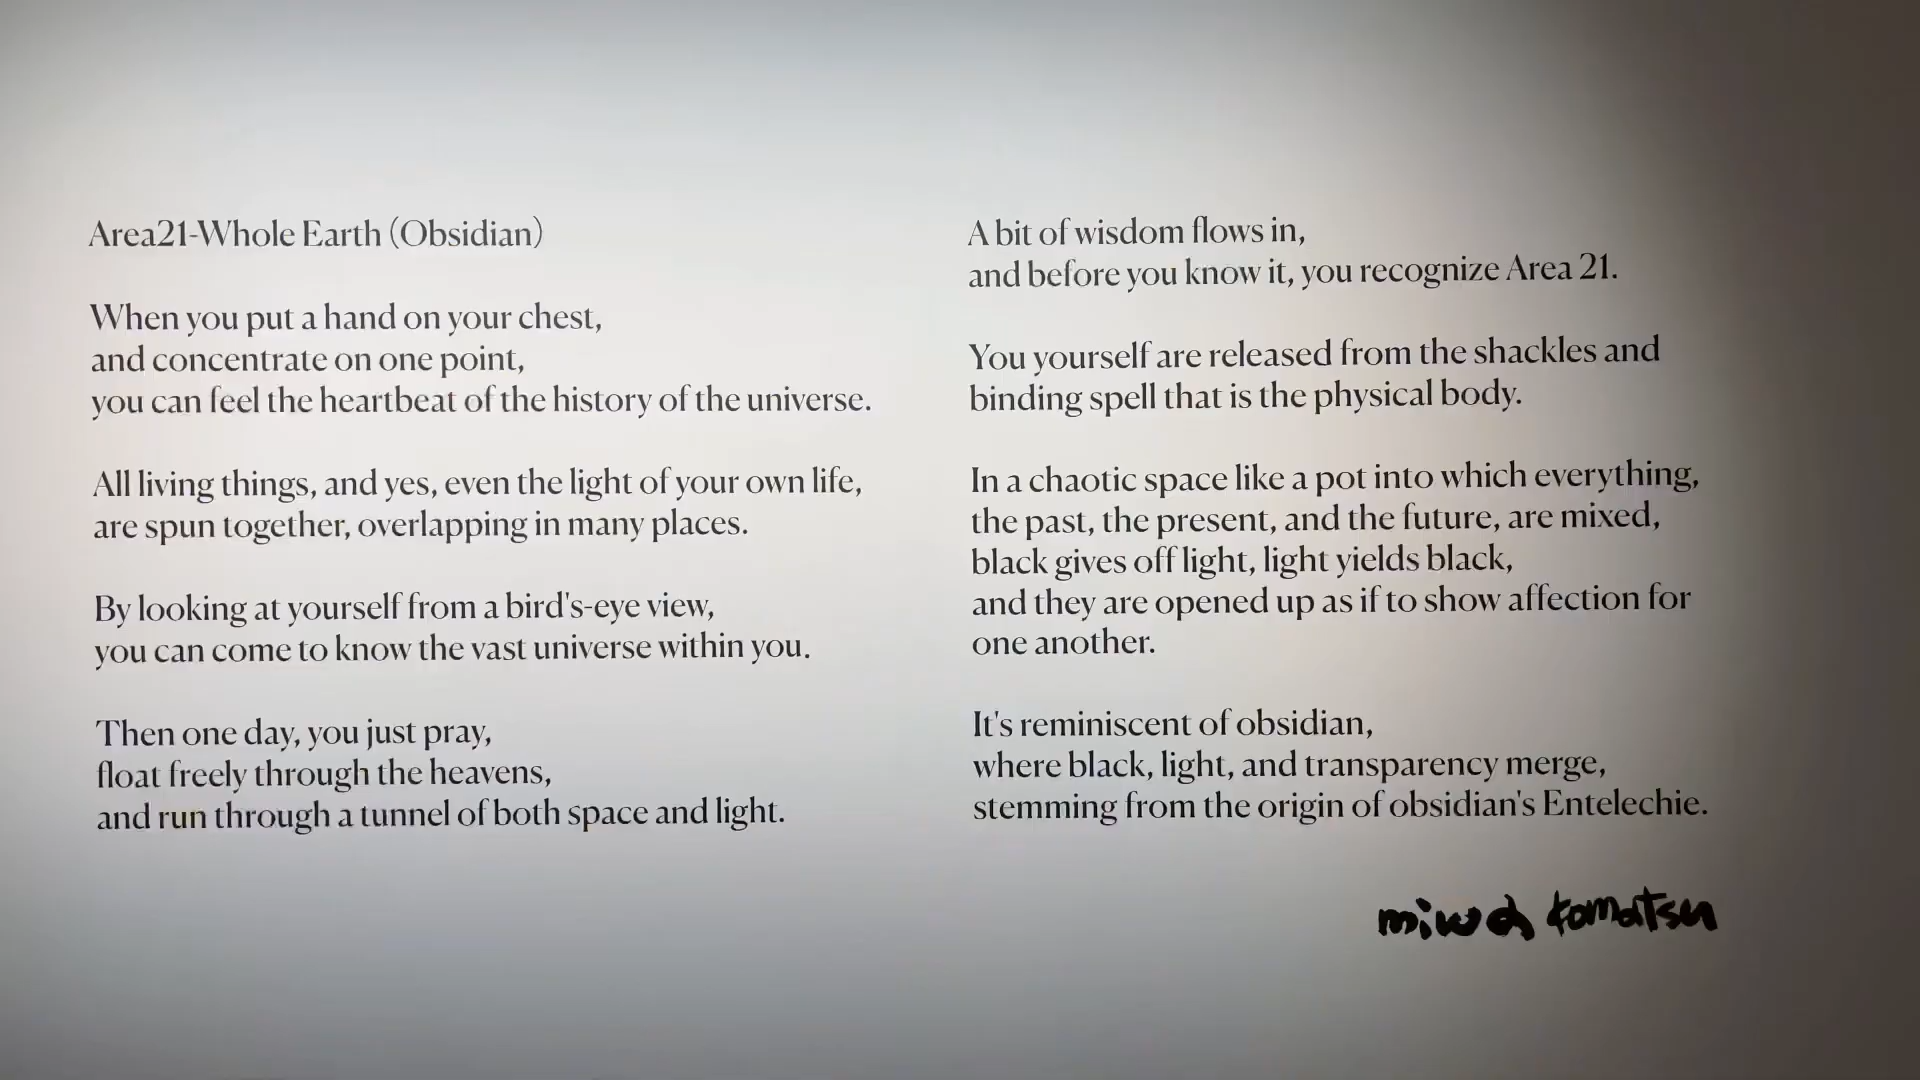 Area21-Whole Earth (Obsidian)
When you put a hand on your chest,
and concentrate on one point,
you can feel the heartbeat of the history of the universe.
All living things, and yes, even the light of your own life,
are spun together, overlapping in many places.
By looking at yourself from a bird's-eye view,
you can come to know the vast universe within you.
Then one day, you just pray,
float freely through the heavens,
and run through a tunnel of both space and light.
A bit of wisdom flows in,
and before you know it, you recognize Area 21.
You yourself are released from the shackles and
binding spell that is the physical body.
In a chaotic space like a pot into which everything,
the past, the present, and the future, are mixed,
black gives off light, light yields black,
and they are opened up as if to show affection for
one another.
It's reminiscent of obsidian,
where black, light, and transparency merge,
stemming from the origin of obsidian's Entelechie.
miwa komatsu